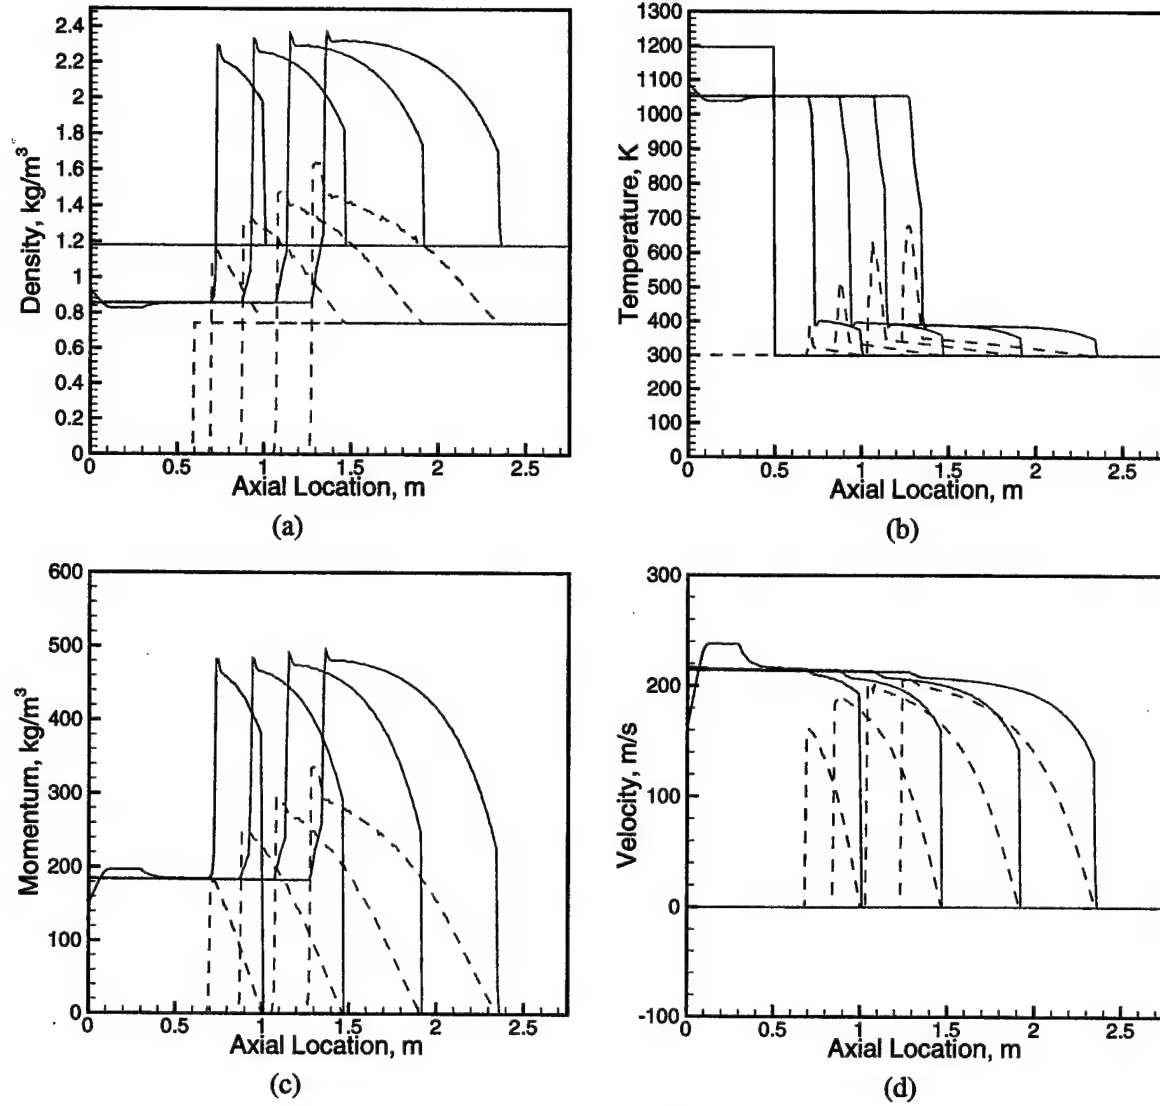 2.4
2.2
2
1.8
1.6
1.4
1.2
1
0.8
0.6
0.4
0.2
0
Density, kg/m³
0 0.5 1 1.5 2 2.5
Axial Location, m
(a)
1300
1200
1100
1000
900
800
700
600
500
400
300
200
100
0
Temperature, K
0 0.5 1 1.5 2 2.5
Axial Location, m
(b)
600
500
400
300
200
100
0
Momentum, kg/m³
0 0.5 1 1.5 2 2.5
Axial Location, m
(c)
300
200
100
0
-100
Velocity, m/s
0 0.5 1 1.5 2 2.5
Axial Location, m
(d)